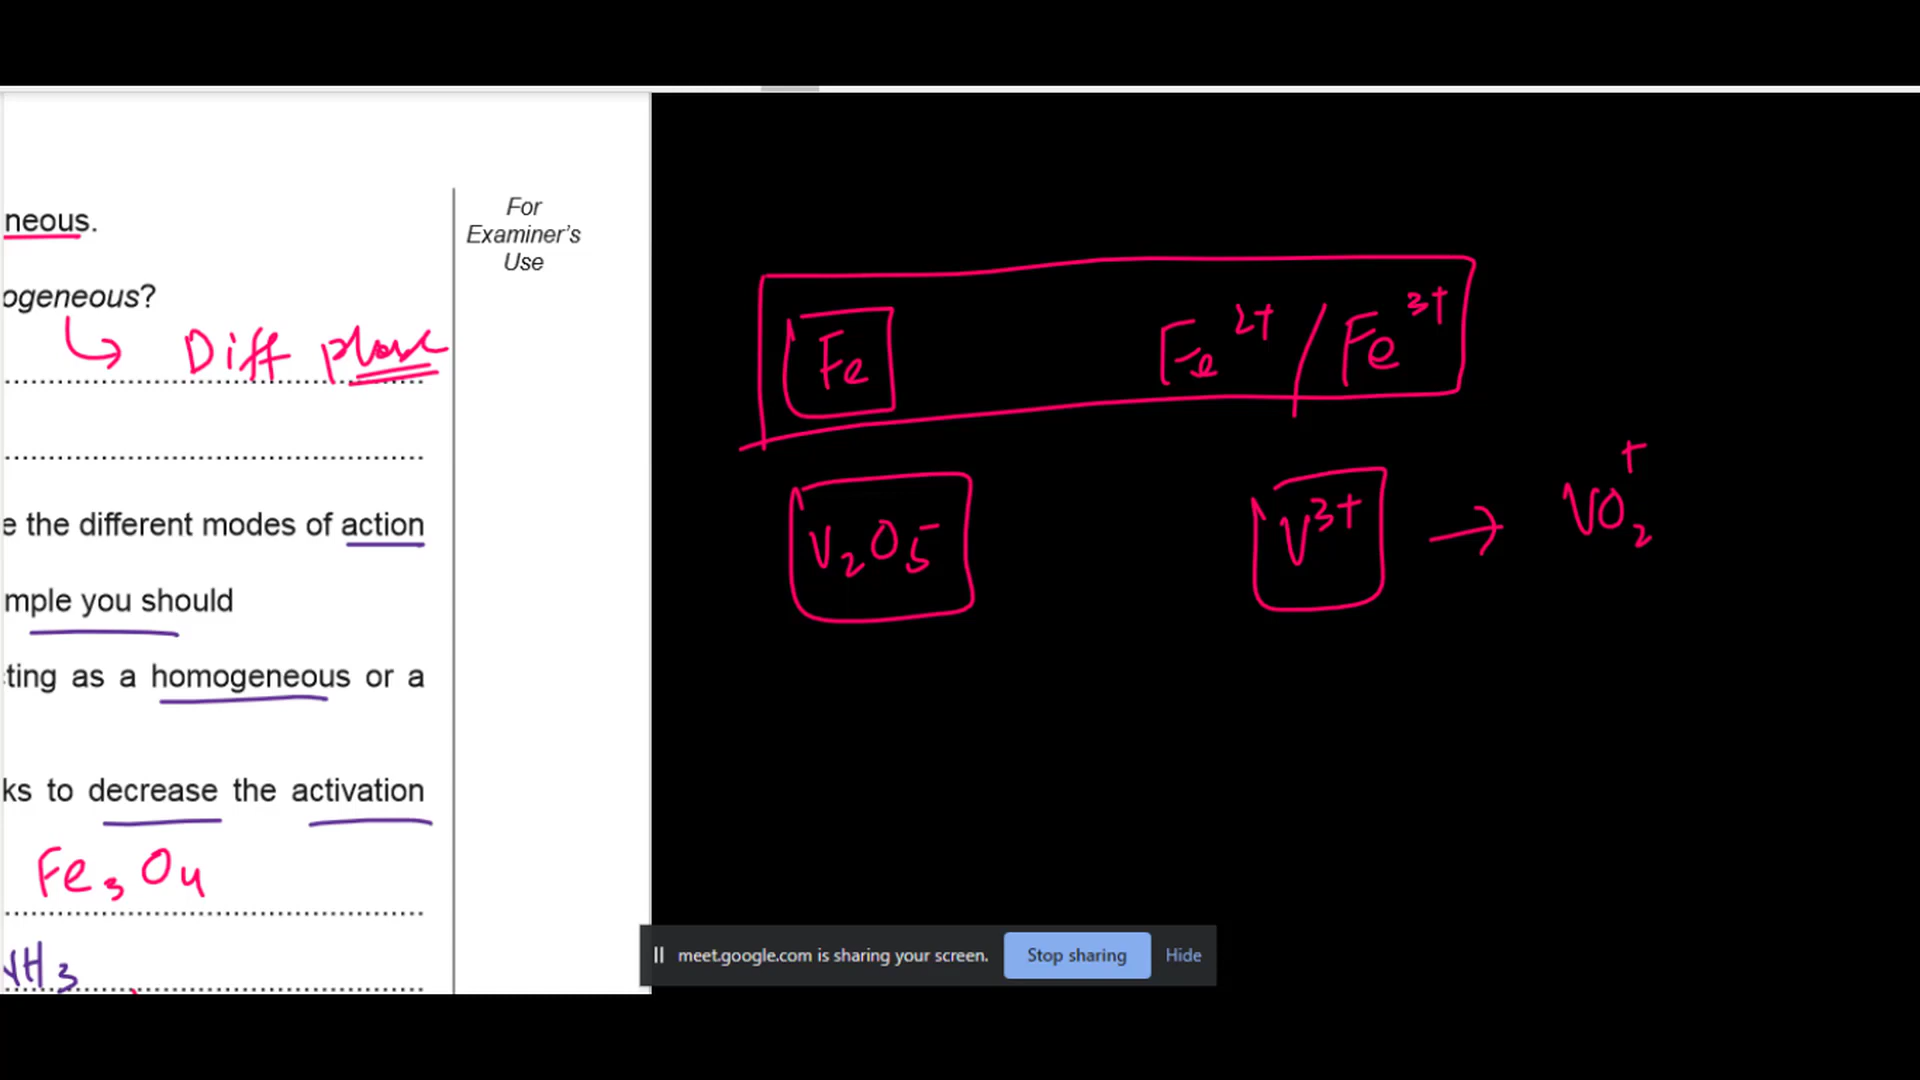 neous.
For
Examiner's
Use
ogeneous?
Diff phase
Fe Fe2+ / Fe3+
V2O5 V3+ → VO2+
e the different modes of action
mple you should
ting as a homogeneous or a
ks to decrease the activation
Fe3O4
NH3
meet.google.com is sharing your screen. Stop sharing Hide